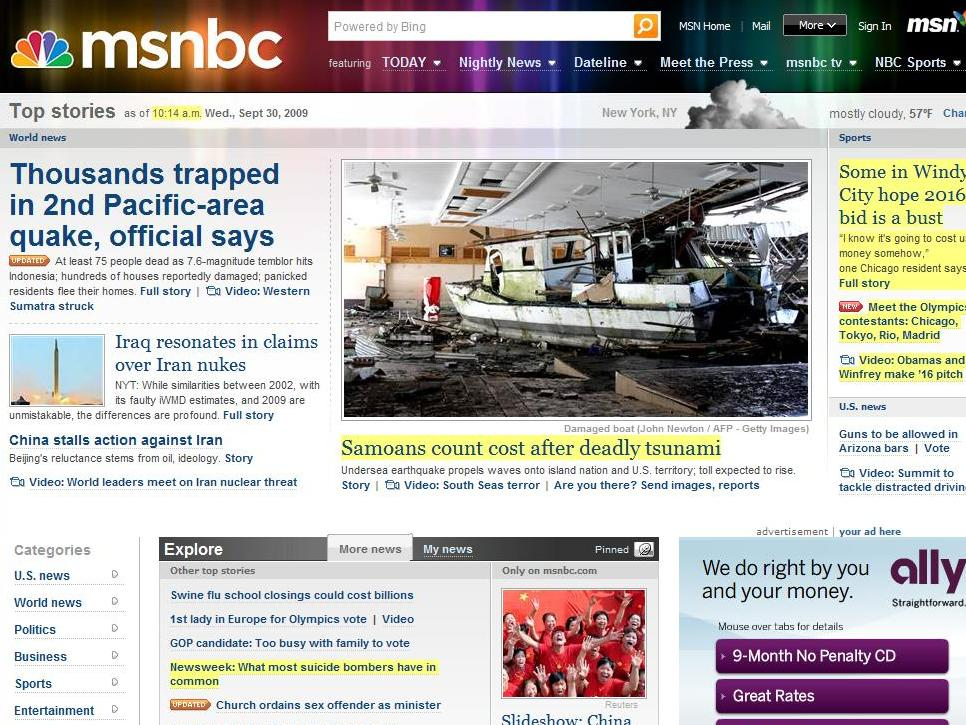 msnbc
Powered by Bing
MSN Home | Mail
More
Sign In
msn
featuring TODAY Nightly News Dateline Meet the Press msnbc tv NBC Sports
Top stories as of 10:14 a.m. Wed., Sept 30, 2009
New York, NY
mostly cloudy, 57°F
World news
Thousands trapped
in 2nd Pacific-area
quake, official says
UPDATED At least 75 people dead as 7.6-magnitude temblor hits
Indonesia; hundreds of houses reportedly damaged; panicked
residents flee their homes. Full story | Video: Western
Sumatra struck
Iraq resonates in claims
over Iran nukes
NYT: While similarities between 2002, with
its faulty iWMD estimates, and 2009 are
unmistakable, the differences are profound. Full story
China stalls action against Iran
Beijing's reluctance stems from oil, ideology. Story
Video: World leaders meet on Iran nuclear threat
Damaged boat (John Newton / AFP - Getty Images)
Samoans count cost after deadly tsunami
Undersea earthquake propels waves onto island nation and U.S. territory; toll expected to rise.
Story | Video: South Seas terror | Are you there? Send images, reports
Sports
Some in Windy
City hope 2016
bid is a bust
"I know it's going to cost u
money somehow,"
one Chicago resident says
Full story
NEW Meet the Olympic
contestants: Chicago,
Tokyo, Rio, Madrid
Video: Obamas and
Winfrey make '16 pitch
U.S. news
Guns to be allowed in
Arizona bars | Vote
Video: Summit to
tackle distracted drivin
Categories
U.S. news
World news
Politics
Business
Sports
Entertainment
Explore
More news
My news
Pinned
Other top stories
Swine flu school closings could cost billions
1st lady in Europe for Olympics vote | Video
GOP candidate: Too busy with family to vote
Newsweek: What most suicide bombers have in
common
UPDATED Church ordains sex offender as minister
Only on msnbc.com
Reuters
Slideshow: China
advertisement | your ad here
We do right by you
and your money.
ally
Straightforward.
Mouse over tabs for details
9-Month No Penalty CD
Great Rates